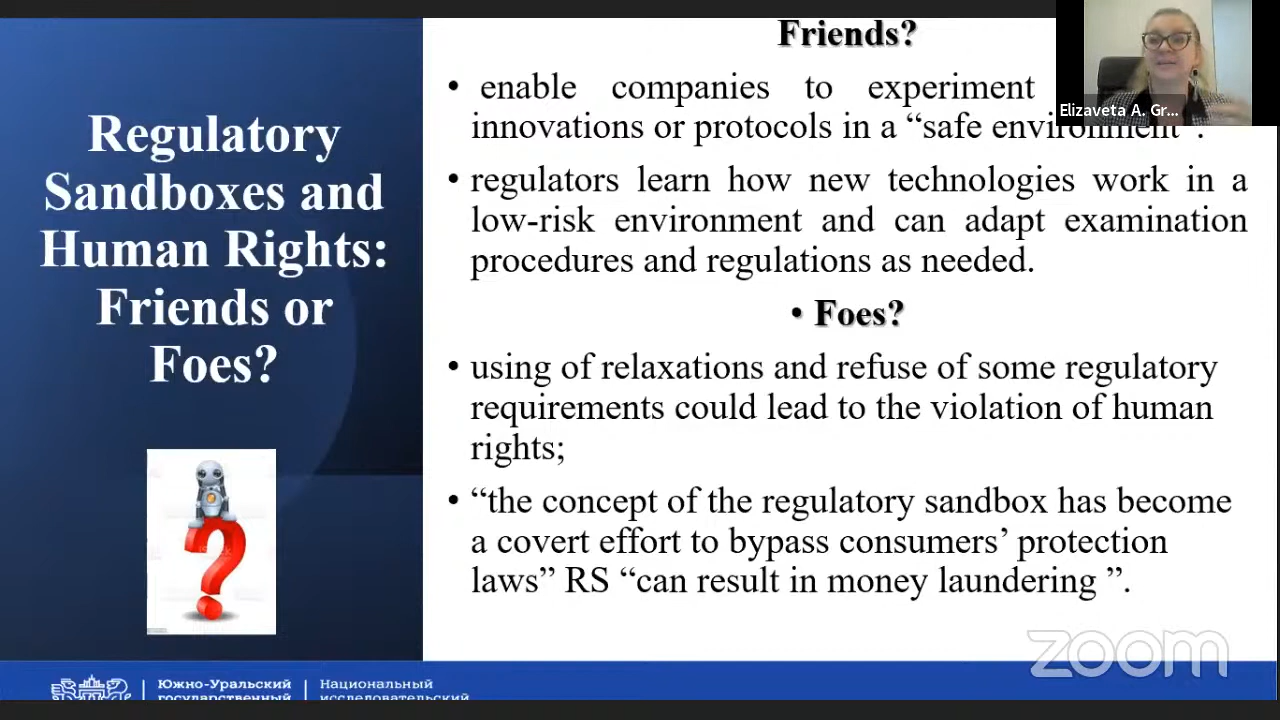 Regulatory
Sandboxes and
Human Rights:
Friends or
Foes?
Friends?
• enable companies to experiment
innovations or protocols in a “safe environment”.
• regulators learn how new technologies work in a
low-risk environment and can adapt examination
procedures and regulations as needed.
• Foes?
• using of relaxations and refuse of some regulatory
requirements could lead to the violation of human
rights;
• “the concept of the regulatory sandbox has become
a covert effort to bypass consumers’ protection
laws” RS “can result in money laundering ”.
Elizaveta A. Gr...
zoom
Южно-Уральский
государственный
Национальный
исследовательский